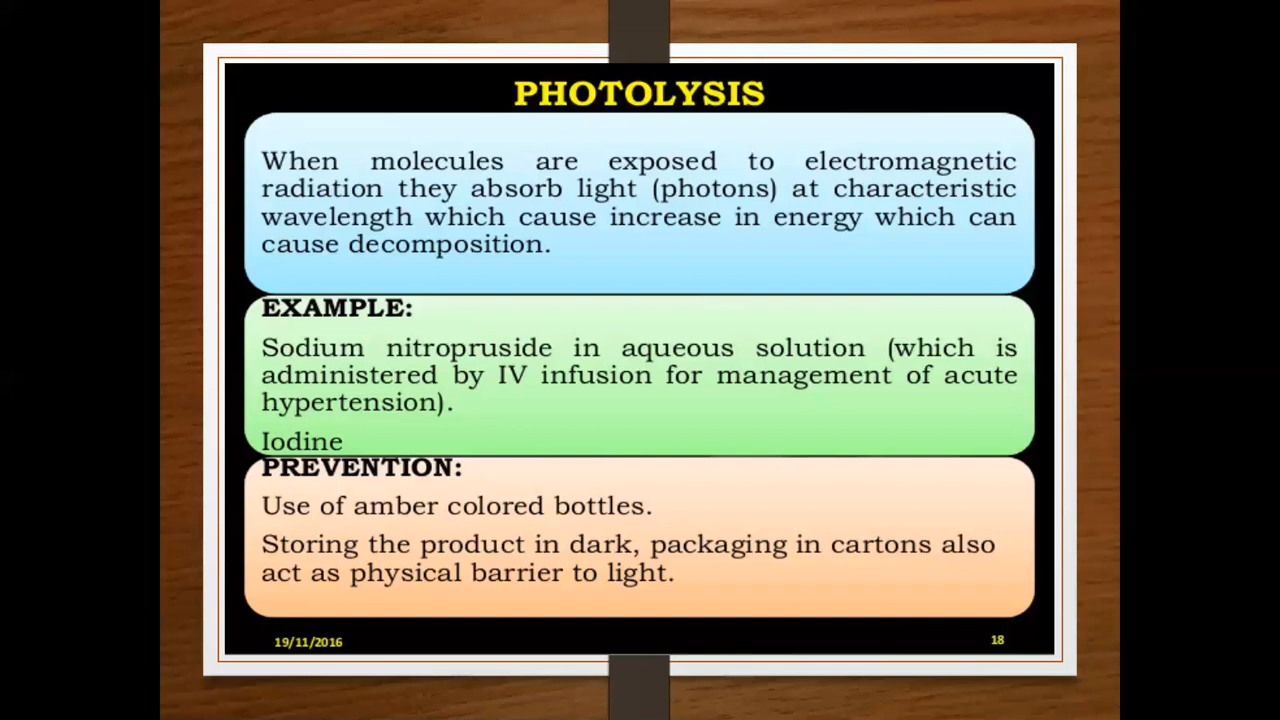 PHOTOLYSIS
When molecules are exposed to electromagnetic
radiation they absorb light (photons) at characteristic
wavelength which cause increase in energy which can
cause decomposition.
EXAMPLE:
Sodium nitropruside in aqueous solution (which is
administered by IV infusion for management of acute
hypertension).
Iodine
PREVENTION:
Use of amber colored bottles.
Storing the product in dark, packaging in cartons also
act as physical barrier to light.
19/11/2016
18